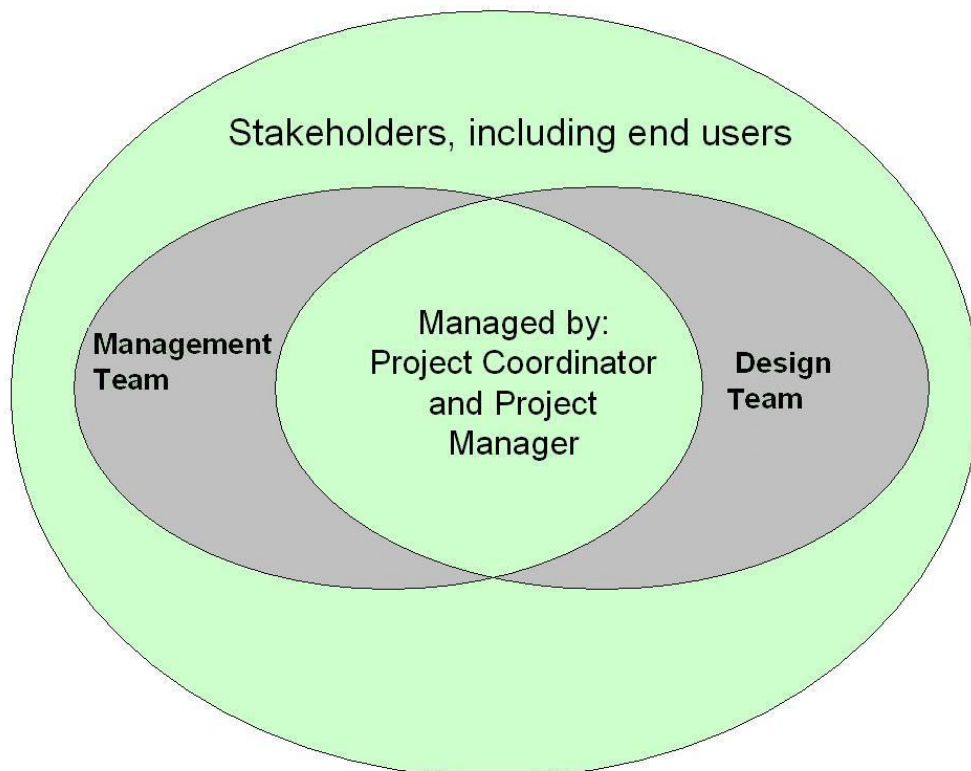 Stakeholders, including end users
Management
Team
Managed by:
Project Coordinator
and Project
Manager
Design
Team